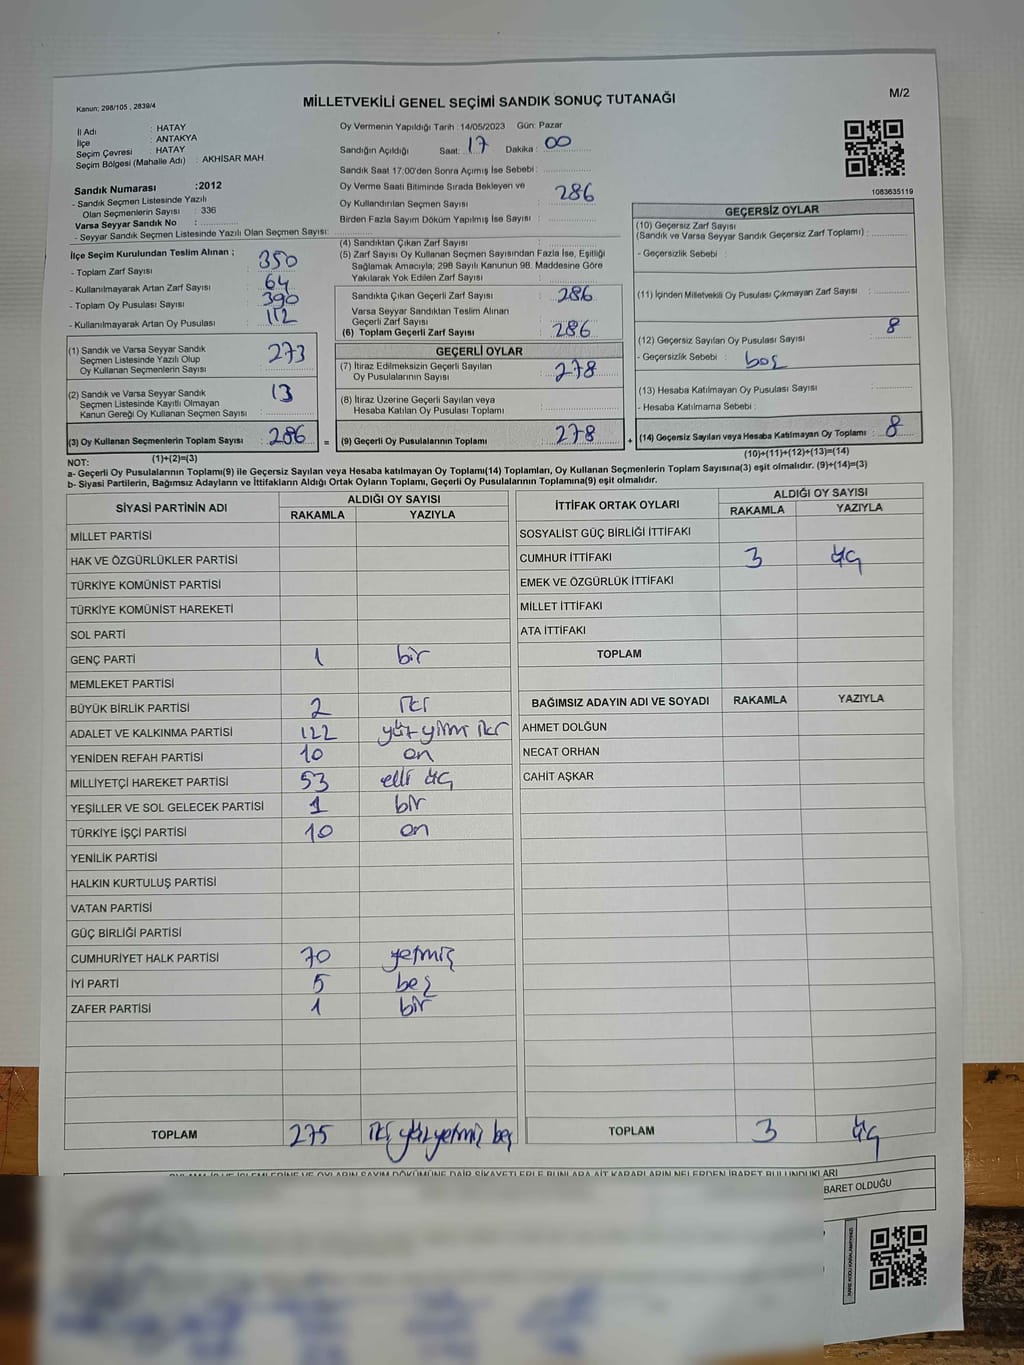 Kanun; 298/105 , 2839/4
MİLLETVEKİLİ GENEL SEÇİMİ SANDIK SONUÇ TUTANAĞI
M/2
İl Adı : HATAY
İlçe : ANTAKYA
Seçim Çevresi : HATAY
Seçim Bölgesi (Mahalle Adı) : AKHİSAR MAH
Sandık Numarası :2012
- Sandık Seçmen Listesinde Yazılı
Olan Seçmenlerin Sayısı : 336
Varsa Seyyar Sandık No :
- Seyyar Sandık Seçmen Listesinde Yazılı Olan Seçmen Sayısı:
Oy Vermenin Yapıldığı Tarih :14/05/2023 Gün: Pazar
Sandığın Açıldığı Saat: 17 Dakika : 00
Sandık Saat 17:00'den Sonra Açımış İse Sebebi :
Oy Verme Saati Bitiminde Sırada Bekleyen ve
Oy Kullandırılan Seçmen Sayısı : 286
Birden Fazla Sayım Döküm Yapılmış İse Sayısı :
1083635119
İlçe Seçim Kurulundan Teslim Alınan ;
- Toplam Zarf Sayısı : 350
- Kullanılmayarak Artan Zarf Sayısı : 64
- Toplam Oy Pusulası Sayısı : 390
- Kullanılmayarak Artan Oy Pusulası : 112
(1) Sandık ve Varsa Seyyar Sandık
Seçmen Listesinde Yazılı Olup
Oy Kullanan Seçmenlerin Sayısı : 273
(2) Sandık ve Varsa Seyyar Sandık
Seçmen Listesinde Kayıtlı Olmayan
Kanun Gereği Oy Kullanan Seçmen Sayısı : 13
(3) Oy Kullanan Seçmenlerin Toplam Sayısı : 286
(1)+(2)=(3)
(4) Sandıktan Çıkan Zarf Sayısı :
(5) Zarf Sayısı Oy Kullanan Seçmen Sayısından Fazla İse, Eşitliği
Sağlamak Amacıyla; 298 Sayılı Kanunun 98. Maddesine Göre
Yakılarak Yok Edilen Zarf Sayısı :
Sandıkta Çıkan Geçerli Zarf Sayısı : 286
Varsa Seyyar Sandıktan Teslim Alınan
Geçerli Zarf Sayısı :
(6) Toplam Geçerli Zarf Sayısı : 286
GEÇERLİ OYLAR
(7) İtiraz Edilmeksizin Geçerli Sayılan
Oy Pusulalarının Sayısı : 278
(8) İtiraz Üzerine Geçerli Sayılan veya
Hesaba Katılan Oy Pusulası Toplamı :
= (9) Geçerli Oy Pusulalarının Toplamı : 278
GEÇERSİZ OYLAR
(10) Geçersiz Zarf Sayısı
(Sandık ve Varsa Seyyar Sandık Geçersiz Zarf Toplamı) :
- Geçersizlik Sebebi :
(11) İçinden Milletvekili Oy Pusulası Çıkmayan Zarf Sayısı :
(12) Geçersiz Sayılan Oy Pusulası Sayısı : 8
- Geçersizlik Sebebi : boş
(13) Hesaba Katılmayan Oy Pusulası Sayısı :
- Hesaba Katılmama Sebebi :
+ (14) Geçersiz Sayılan veya Hesaba Katılmayan Oy Toplamı : 8
(10)+(11)+(12)+(13)=(14)
NOT:
a- Geçerli Oy Pusulalarının Toplamı(9) ile Geçersiz Sayılan veya Hesaba katılmayan Oy Toplamı(14) Toplamları, Oy Kullanan Seçmenlerin Toplam Sayısına(3) eşit olmalıdır. (9)+(14)=(3)
b- Siyasi Partilerin, Bağımsız Adayların ve İttifakların Aldığı Ortak Oyların Toplamı, Geçerli Oy Pusulalarının Toplamına(9) eşit olmalıdır.
SİYASİ PARTİNİN ADI ALDIĞI OY SAYISI
RAKAMLA YAZIYLA
MİLLET PARTİSİ
HAK VE ÖZGÜRLÜKLER PARTİSİ
TÜRKİYE KOMÜNİST PARTİSİ
TÜRKİYE KOMÜNİST HAREKETİ
SOL PARTİ
GENÇ PARTİ 1 bir
MEMLEKET PARTİSİ
BÜYÜK BİRLİK PARTİSİ 2 iki
ADALET VE KALKINMA PARTİSİ 122 yüz yirmi iki
YENİDEN REFAH PARTİSİ 10 on
MİLLİYETÇİ HAREKET PARTİSİ 53 elli üç
YEŞİLLER VE SOL GELECEK PARTİSİ 1 bir
TÜRKİYE İŞÇİ PARTİSİ 10 on
YENİLİK PARTİSİ
HALKIN KURTULUŞ PARTİSİ
VATAN PARTİSİ
GÜÇ BİRLİĞİ PARTİSİ
CUMHURİYET HALK PARTİSİ 70 yetmiş
İYİ PARTİ 5 beş
ZAFER PARTİSİ 1 bir
TOPLAM 275 iki yüz yetmiş beş
İTTİFAK ORTAK OYLARI ALDIĞI OY SAYISI
RAKAMLA YAZIYLA
SOSYALİST GÜÇ BİRLİĞİ İTTİFAKI
CUMHUR İTTİFAKI 3 üç
EMEK VE ÖZGÜRLÜK İTTİFAKI
MİLLET İTTİFAKI
ATA İTTİFAKI
TOPLAM
BAĞIMSIZ ADAYIN ADI VE SOYADI RAKAMLA YAZIYLA
AHMET DOLĞUN
NECAT ORHAN
CAHİT AŞKAR
TOPLAM 3 üç
OYLAMA İŞ VE İŞLEMLERİNE VE OYLARIN SAYIM DÖKÜMÜNE DAİR ŞİKAYETLERLE BUNLARA AİT KARARLARIN NELERDEN İBARET BULUNDUKLARI
BARET OLDUĞU